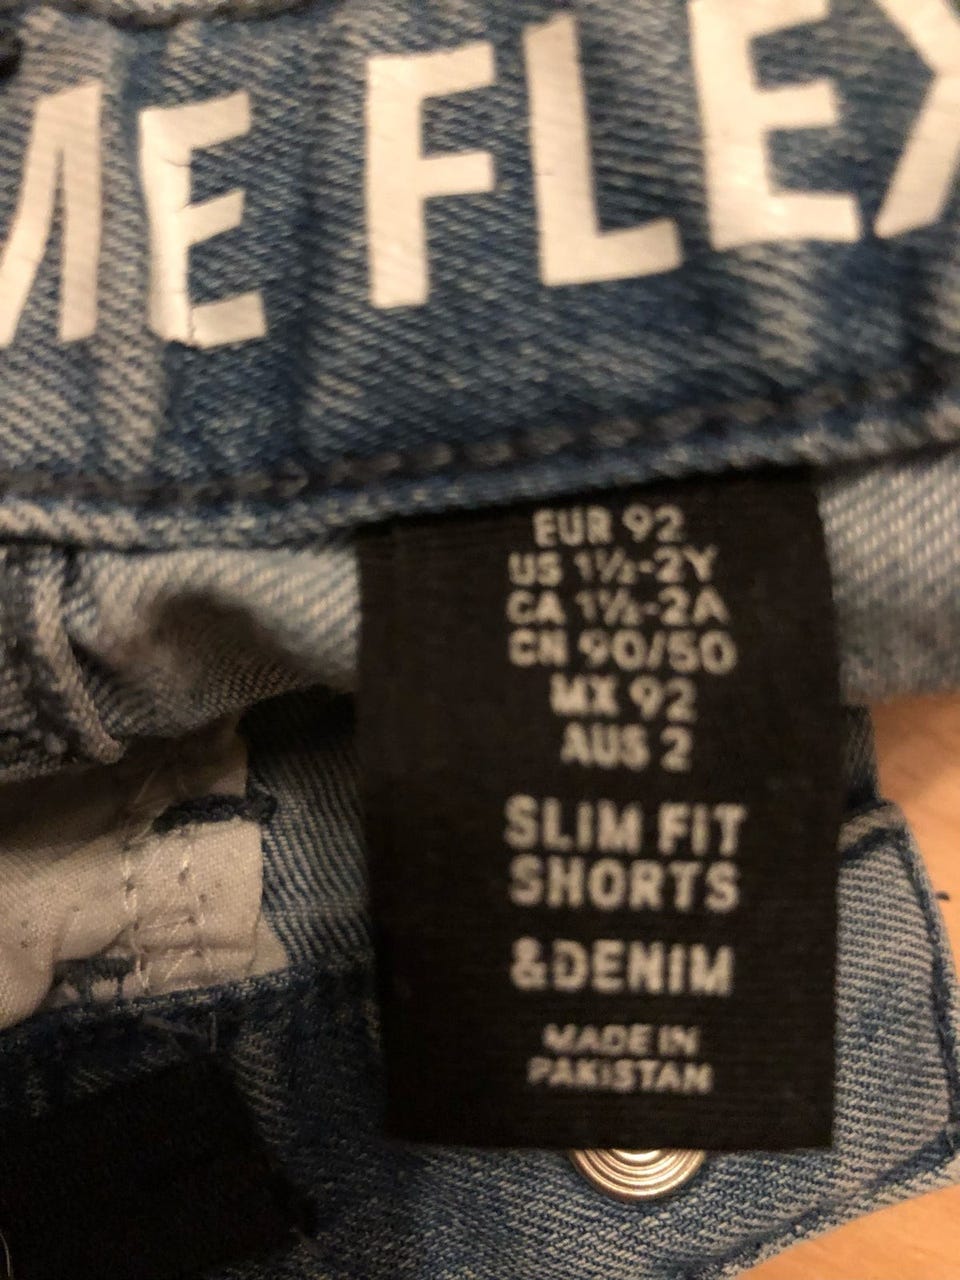 ME FLEX
EUR 92
US 1½-2Y
CA 1½-2A
CN 90/50
MX 92
AUS 2
SLIM FIT
SHORTS
&DENIM
MADE IN
PAKISTAN